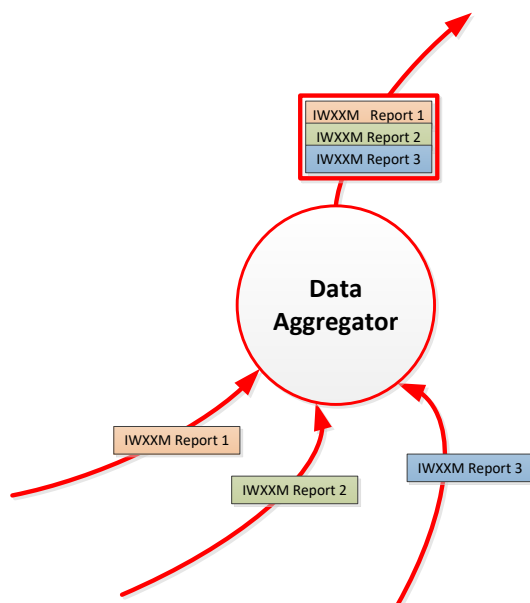 IWXXM   Report 1
IWXXM Report 2
IWXXM Report 3
Data
Aggregator
IWXXM Report 1
IWXXM Report 2
IWXXM Report 3